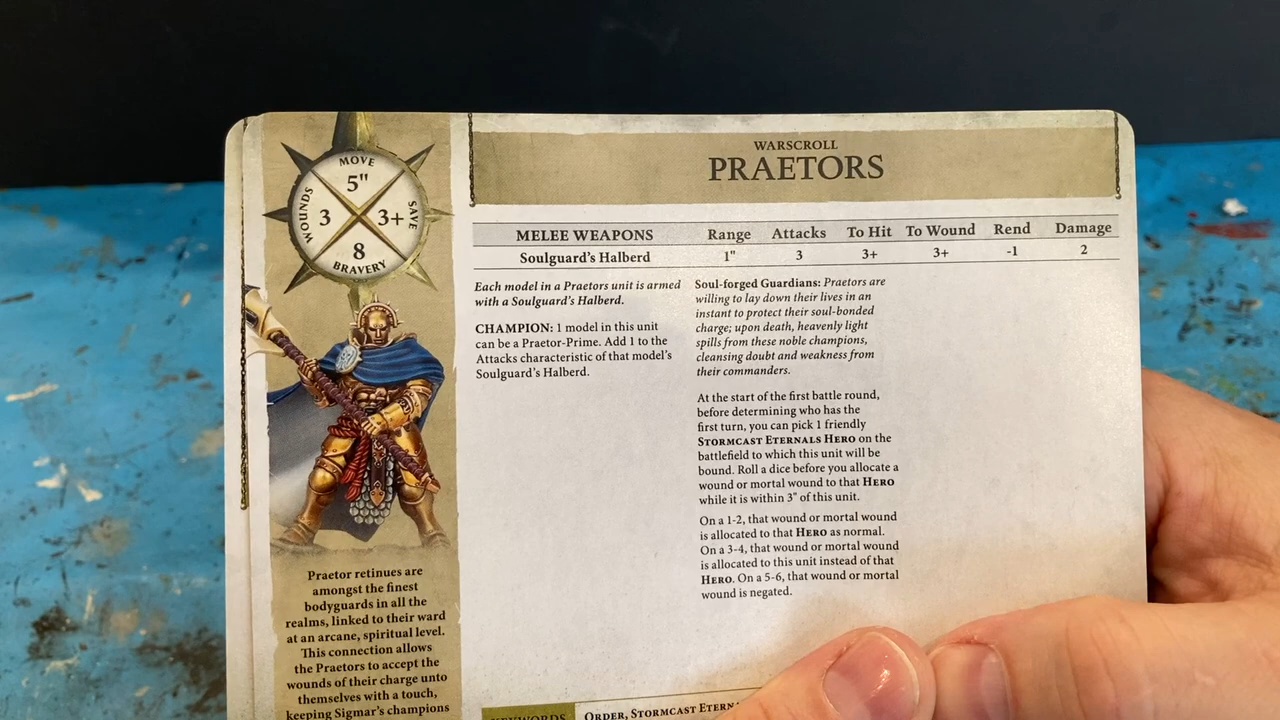 MOVE
5"
WOUNDS
3
3+
SAVE
8
BRAVERY
WARSCROLL
PRAETORS
MELEE WEAPONS Range Attacks To Hit To Wound Rend Damage
Soulguard's Halberd 1" 3 3+ 3+ -1 2
Each model in a Praetors unit is armed
with a Soulguard's Halberd.
CHAMPION: 1 model in this unit
can be a Praetor-Prime. Add 1 to the
Attacks characteristic of that model's
Soulguard's Halberd.
Soul-forged Guardians: Praetors are
willing to lay down their lives in an
instant to protect their soul-bonded
charge; upon death, heavenly light
spills from these noble champions,
cleansing doubt and weakness from
their commanders.
At the start of the first battle round,
before determining who has the
first turn, you can pick 1 friendly
STORMCAST ETERNALS HERO on the
battlefield to which this unit will be
bound. Roll a dice before you allocate a
wound or mortal wound to that HERO
while it is within 3" of this unit.
On a 1-2, that wound or mortal wound
is allocated to that HERO as normal.
On a 3-4, that wound or mortal wound
is allocated to this unit instead of that
HERO. On a 5-6, that wound or mortal
wound is negated.
Praetor retinues are
amongst the finest
bodyguards in all the
realms, linked to their ward
at an arcane, spiritual level.
This connection allows
the Praetors to accept the
wounds of their charge unto
themselves with a touch,
keeping Sigmar's champions
KEYWORDS ORDER, STORMCAST ETERN